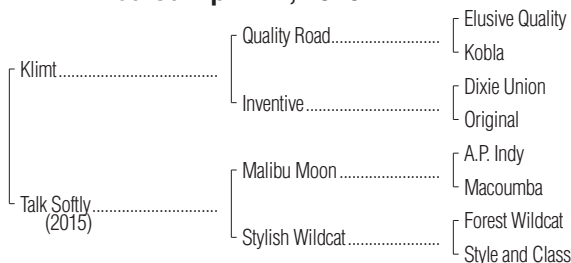 Elusive Quality
Quality Road
Kobla
Klimt
Dixie Union
Inventive
Original
A.P. Indy
Malibu Moon
Macoumba
Talk Softly
(2015)
Forest Wildcat
Stylish Wildcat
Style and Class